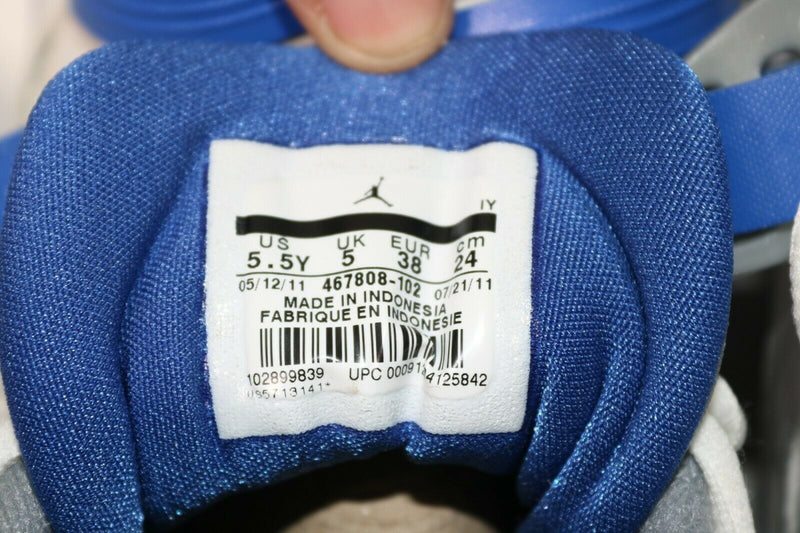 IY
US UK EUR cm
5.5Y 5 38 24
05/12/11 467808-102 07/21/11
MADE IN INDONESIA
FABRIQUE EN INDONESIE
102899839 UPC